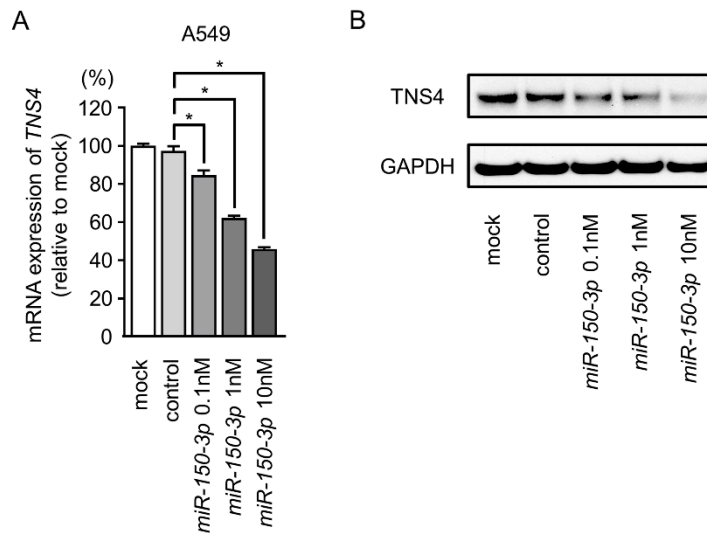 A
A549
(%)
mRNA expression of TNS4
(relative to mock)
120
100
80
60
40
20
0
*
*
*
mock
control
miR-150-3p 0.1nM
miR-150-3p 1nM
miR-150-3p 10nM
B
TNS4
GAPDH
mock
control
miR-150-3p 0.1nM
miR-150-3p 1nM
miR-150-3p 10nM